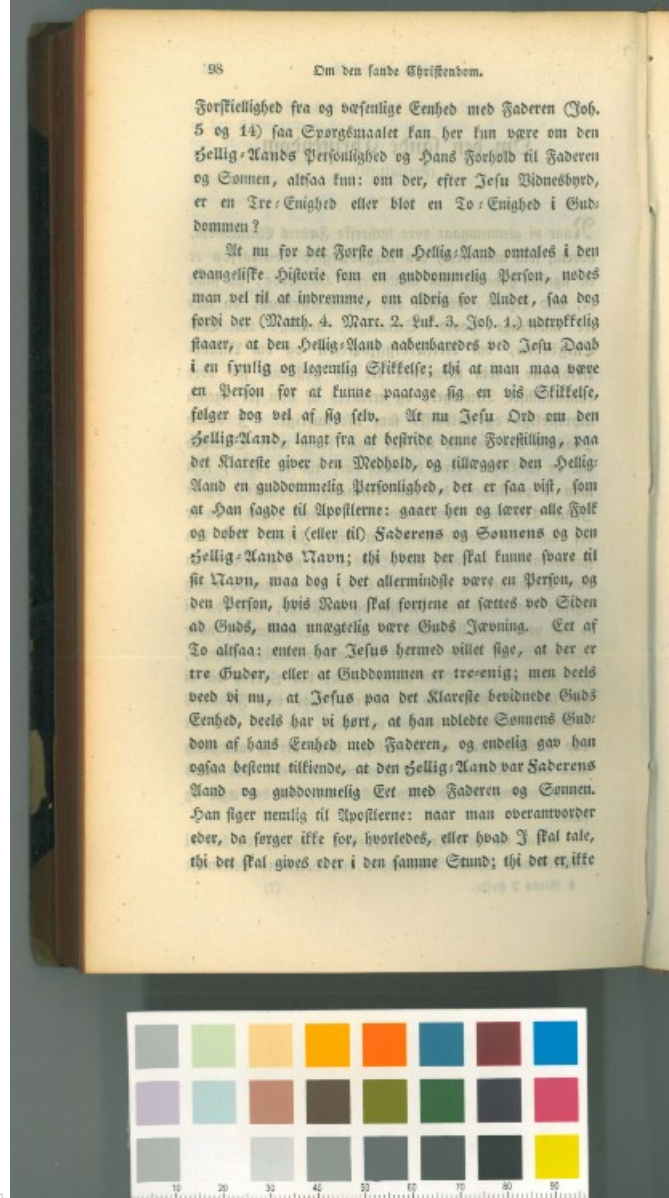 98 Om den sande Christendom.
Forskiellighed fra og væsenlige Eenhed med Faderen (Joh.
5 og 14) saa Spørgsmaalet kan her kun være om den
Hellig-Aands Personlighed og Hans Forhold til Faderen
og Sønnen, altsaa kun: om der, efter Jesu Vidnesbyrd,
er en Tre-Enighed eller blot en To-Enighed i Gud-
dommen?
At nu for det Første den Hellig-Aand omtales i den
evangeliske Historie som en guddommelig Person, nødes
man vel til at indrømme, om aldrig for Andet, saa dog
fordi der (Matth. 4. Marc. 2. Luk. 3. Joh. 1.) udtrykkelig
staaer, at den Hellig-Aand aabenbaredes ved Jesu Daab
i en synlig og legemlig Skikkelse; thi at man maa være
en Person for at kunne paatage sig en vis Skikkelse,
følger dog vel af sig selv. At nu Jesu Ord om den
Hellig-Aand, langt fra at bestride denne Forestilling, paa
det Klareste giver den Medhold, og tillægger den Hellig-
Aand en guddommelig Personlighed, det er saa vist, som
at Han sagde til Apostlerne: gaaer hen og lærer alle Folk
og døber dem i (eller til) Faderens og Sønnens og den
Hellig-Aands Navn; thi hvem der skal kunne svare til
sit Navn, maa dog i det allermindste være en Person, og
den Person, hvis Navn skal fortjene at sættes ved Siden
ad Guds, maa unægtelig være Guds Jævning. Eet af
To altsaa: enten har Jesus hermed villet sige, at der er
tre Guder, eller at Guddommen er tre-enig; men deels
veed vi nu, at Jesus paa det Klareste bevidnede Guds
Eenhed, deels har vi hørt, at han udledte Sønnens Gud-
dom af hans Eenhed med Faderen, og endelig gav han
ogsaa bestemt tilkiende, at den Hellig-Aand var Faderens
Aand og guddommelig Eet med Faderen og Sønnen.
Han siger nemlig til Apostlerne: naar man overantvorder
eder, da sørger ikke for, hvorledes, eller hvad I skal tale,
thi det skal gives eder i den samme Stund; thi det er ikke
10 20 30 40 50 60 70 80 90